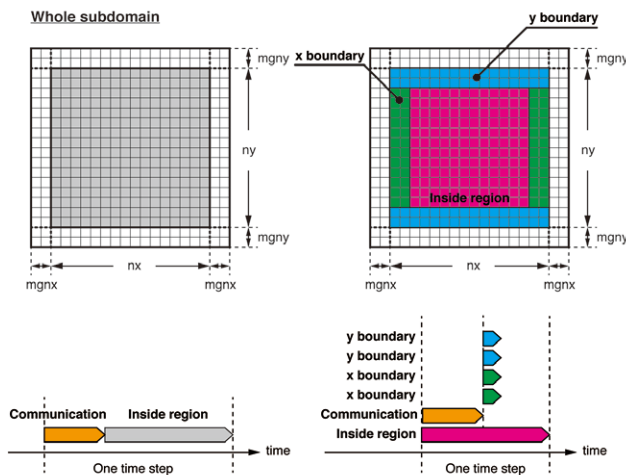 Whole subdomain
mgny
ny
mgny
mgnx
nx
mgnx
y boundary
x boundary
mgny
ny
Inside region
mgny
mgnx
nx
mgnx
Communication
Inside region
time
One time step
y boundary
y boundary
x boundary
x boundary
Communication
Inside region
time
One time step